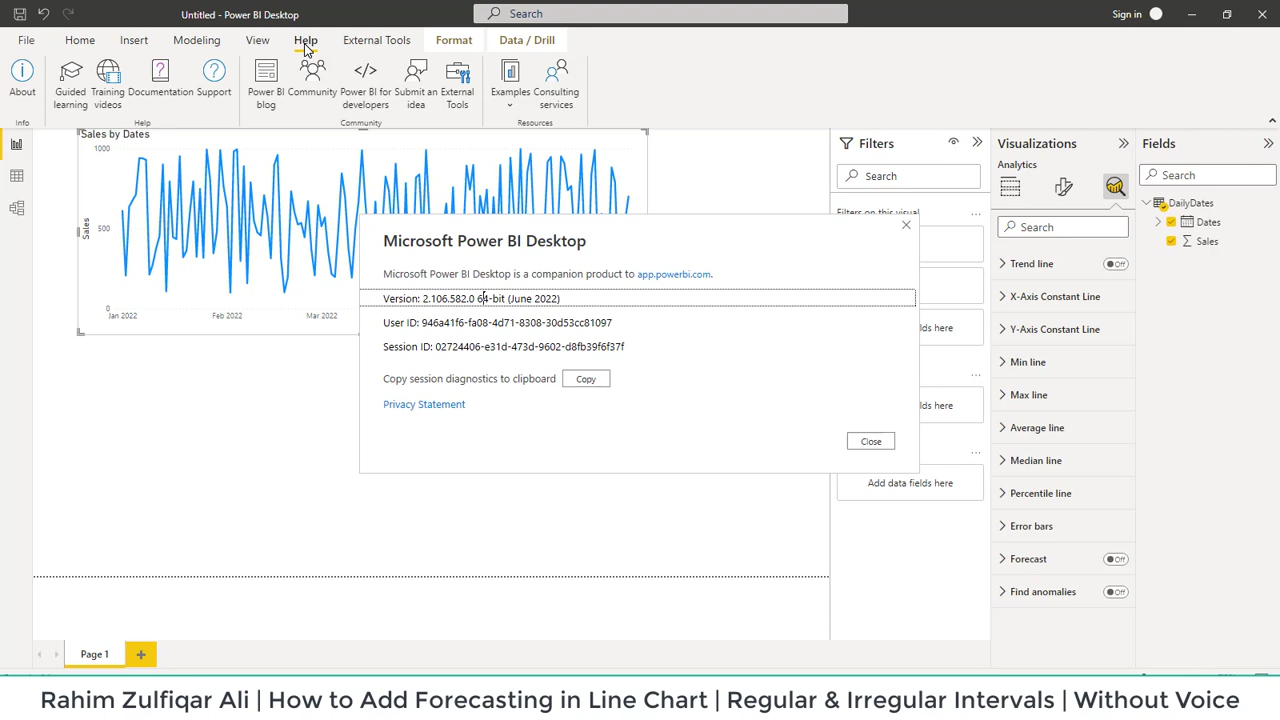 Untitled - Power BI Desktop
Search
Sign in
File
Home
Insert
Modeling
View
Help
External Tools
Format
Data / Drill
About
Guided learning
Training videos
Documentation
Support
Power BI blog
Community
Power BI for developers
Submit an idea
External Tools
Examples
Consulting services
Info
Help
Community
Resources
Sales by Dates
1000
500
0
Sales
Jan 2022
Feb 2022
Mar 2022
Microsoft Power BI Desktop
Microsoft Power BI Desktop is a companion product to app.powerbi.com.
Version: 2.106.582.0 64-bit (June 2022)
User ID: 946a41f6-fa08-4d71-8308-30d53cc81097
Session ID: 02724406-e31d-473d-9602-d8fb39f6f37f
Copy session diagnostics to clipboard
Copy
Privacy Statement
Close
Filters
Search
Filters on this visual
lds here
lds here
Add data fields here
Visualizations
Analytics
Search
Trend line
Off
X-Axis Constant Line
Y-Axis Constant Line
Min line
Max line
Average line
Median line
Percentile line
Error bars
Forecast
Off
Find anomalies
Off
Fields
Search
DailyDates
Dates
Sales
Page 1
Rahim Zulfiqar Ali | How to Add Forecasting in Line Chart | Regular & Irregular Intervals | Without Voice